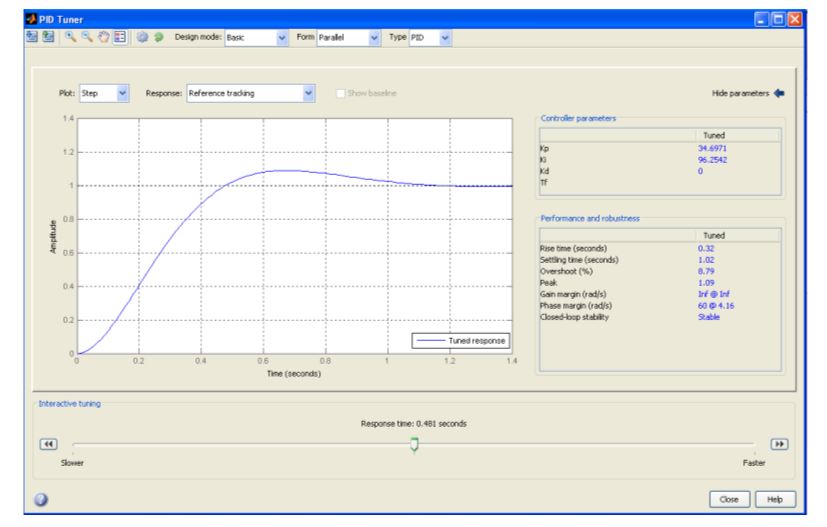 PID Tuner
Design mode: Basic Form Parallel Type PID
Plot: Step Response: Reference tracking Show baseline Hide parameters
1.4
1.2
1
0.8
0.6
0.4
0.2
0
Amplitude
0 0.2 0.4 0.6 0.8 1 1.2 1.4
Time (seconds)
Tuned response
Controller parameters
Tuned
Kp 34.6971
Ki 96.2542
Kd 0
Tf
Performance and robustness
Tuned
Rise time (seconds) 0.32
Settling time (seconds) 1.02
Overshoot (%) 8.79
Peak 1.09
Gain margin (rad/s) Inf @ Inf
Phase margin (rad/s) 60 @ 4.16
Closed-loop stability Stable
Interactive tuning
Response time: 0.481 seconds
Slower Faster
Close Help